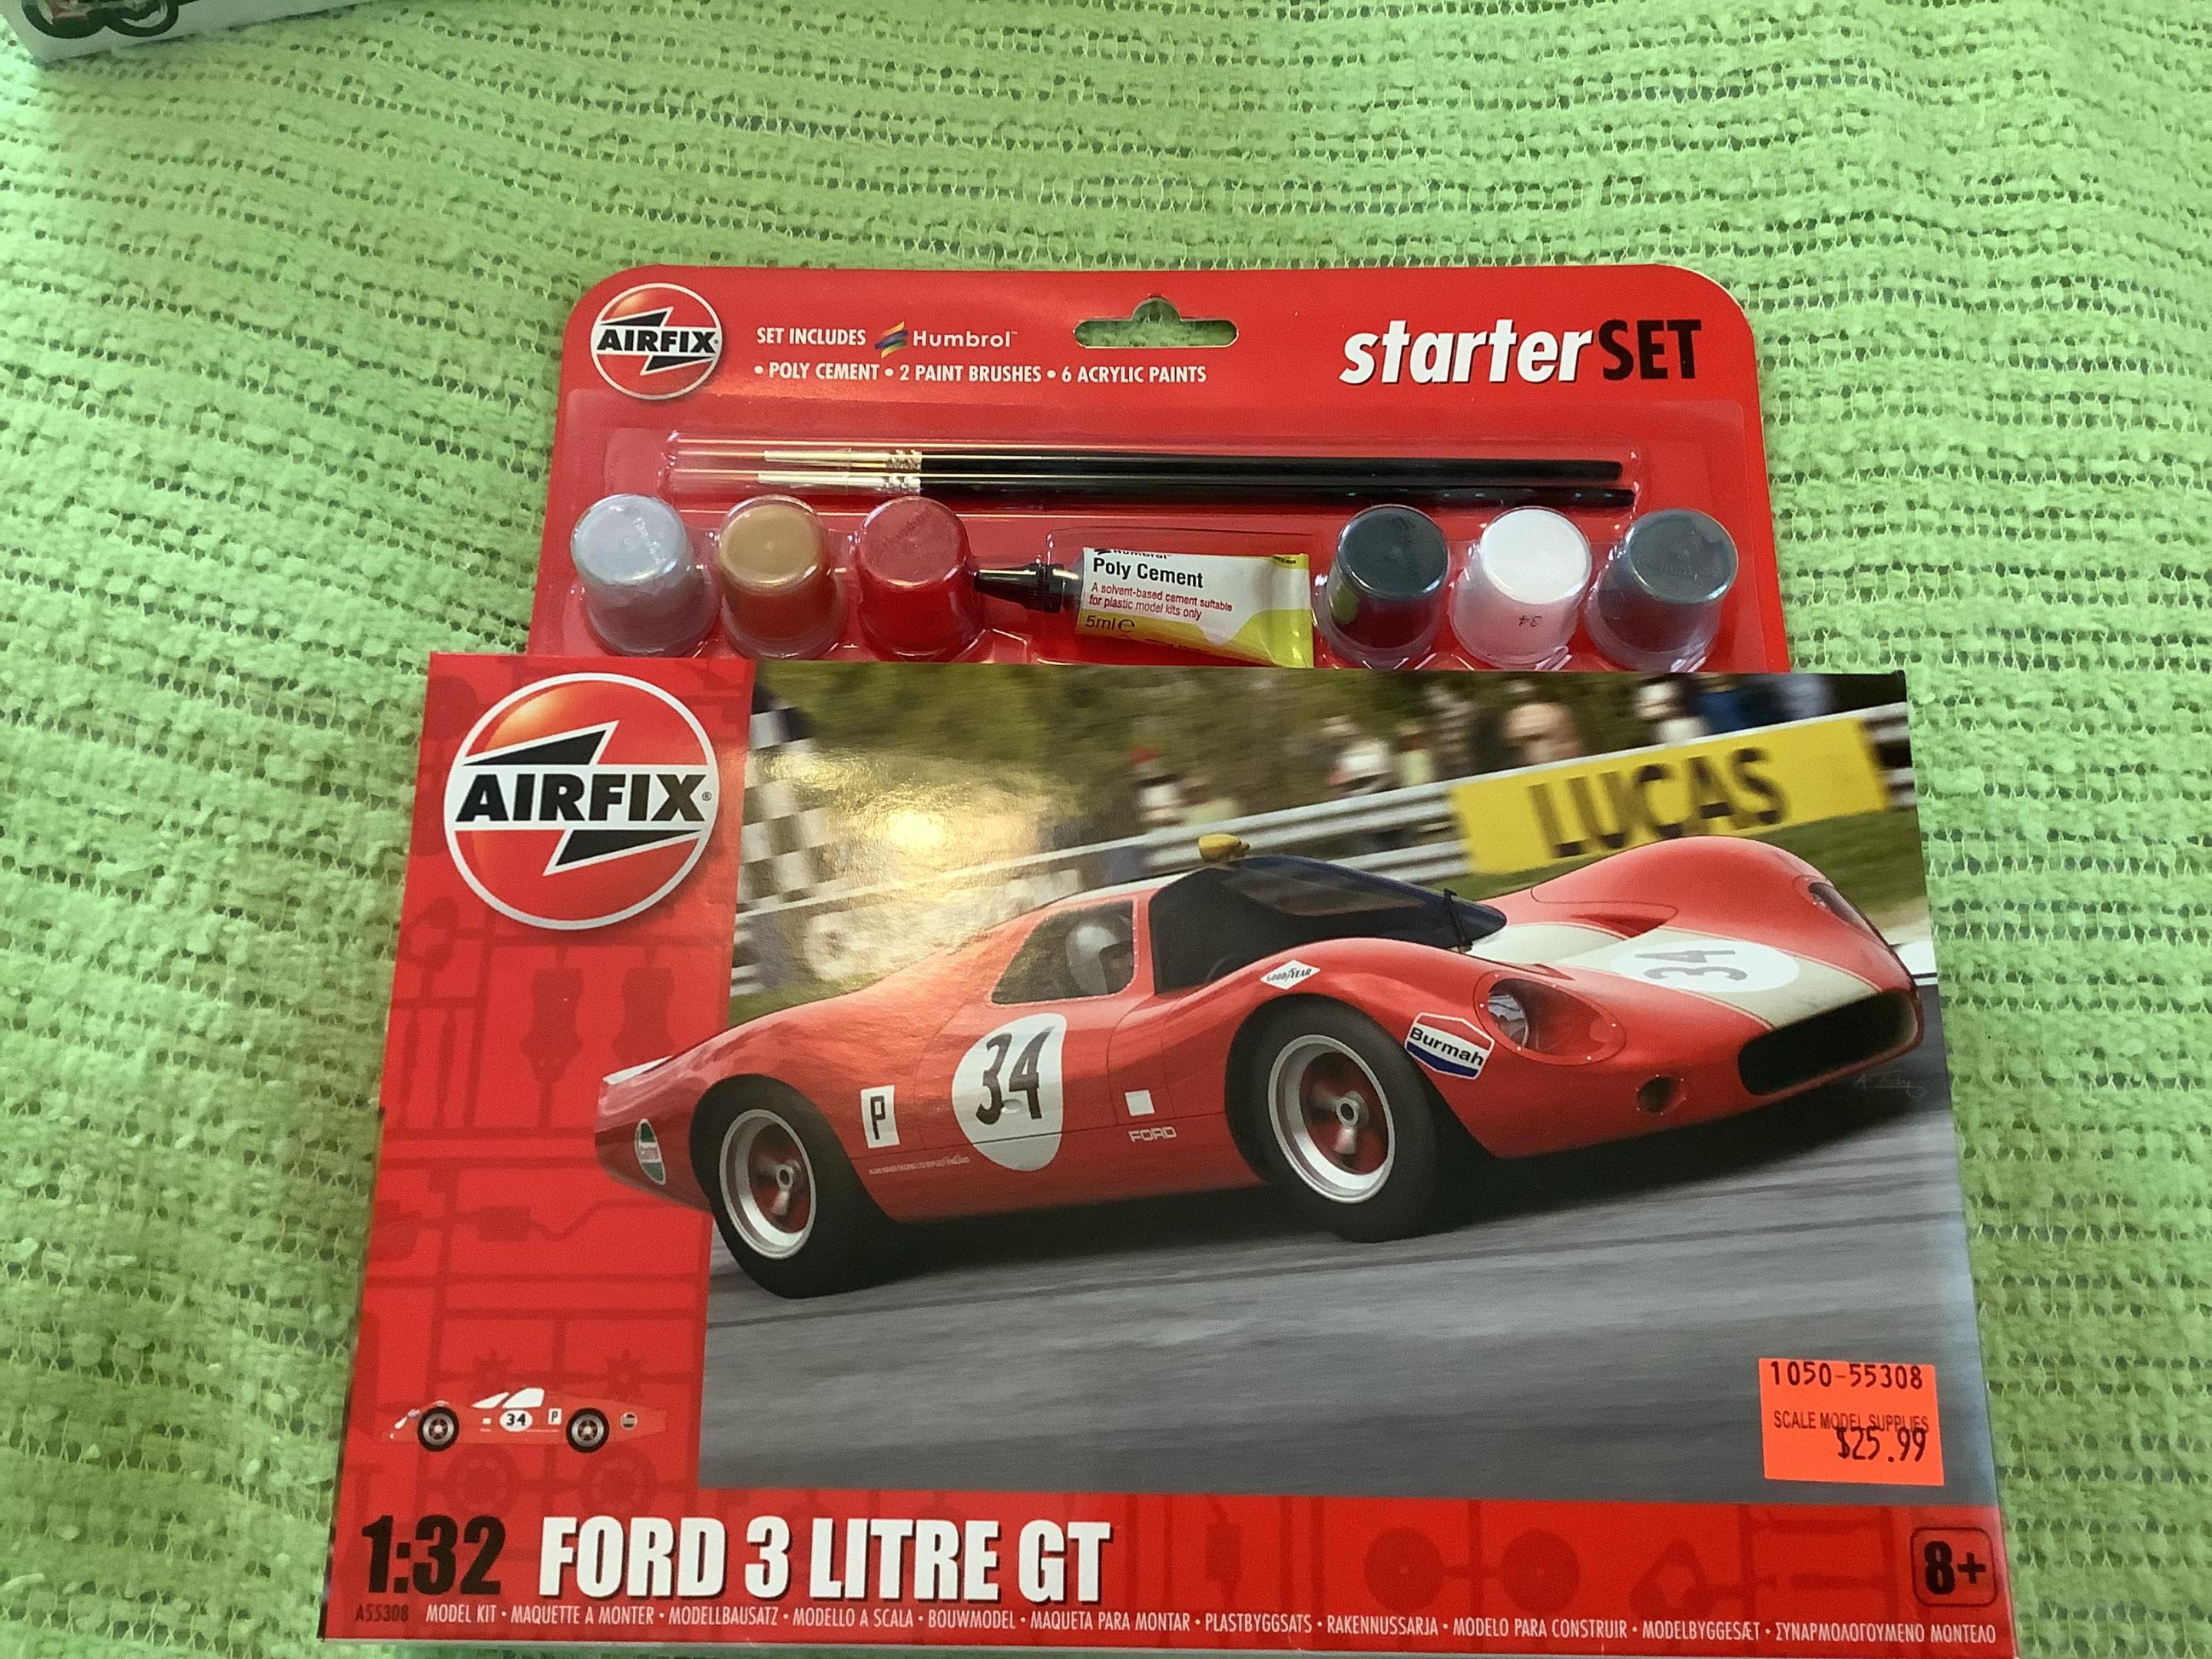 AIRFIX
SET INCLUDES Humbrol™
• POLY CEMENT • 2 PAINT BRUSHES • 6 ACRYLIC PAINTS
starterSET
Humbrol
Poly Cement
A solvent-based cement suitable
for plastic model kits only
5ml e
34
AIRFIX®
LUCAS
GOODYEAR
34
Burmah
34
P
FORD
34 P
1050-55308
SCALE MODEL SUPPLIES
$25.99
1:32 FORD 3 LITRE GT
8+
A55308 MODEL KIT • MAQUETTE A MONTER • MODELLBAUSATZ • MODELLO A SCALA • BOUWMODEL • MAQUETA PARA MONTAR • PLASTBYGGSATS • RAKENNUSSARJA • MODELO PARA CONSTRUIR • MODELBYGGESÆT • ΣΥΝΑΡΜΟΛΟΓΟΥΜΕΝΟ ΜΟΝΤΕΛΟ